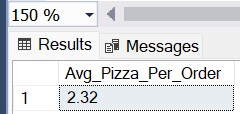 150 %
Results Messages
Avg_Pizza_Per_Order
1 2.32